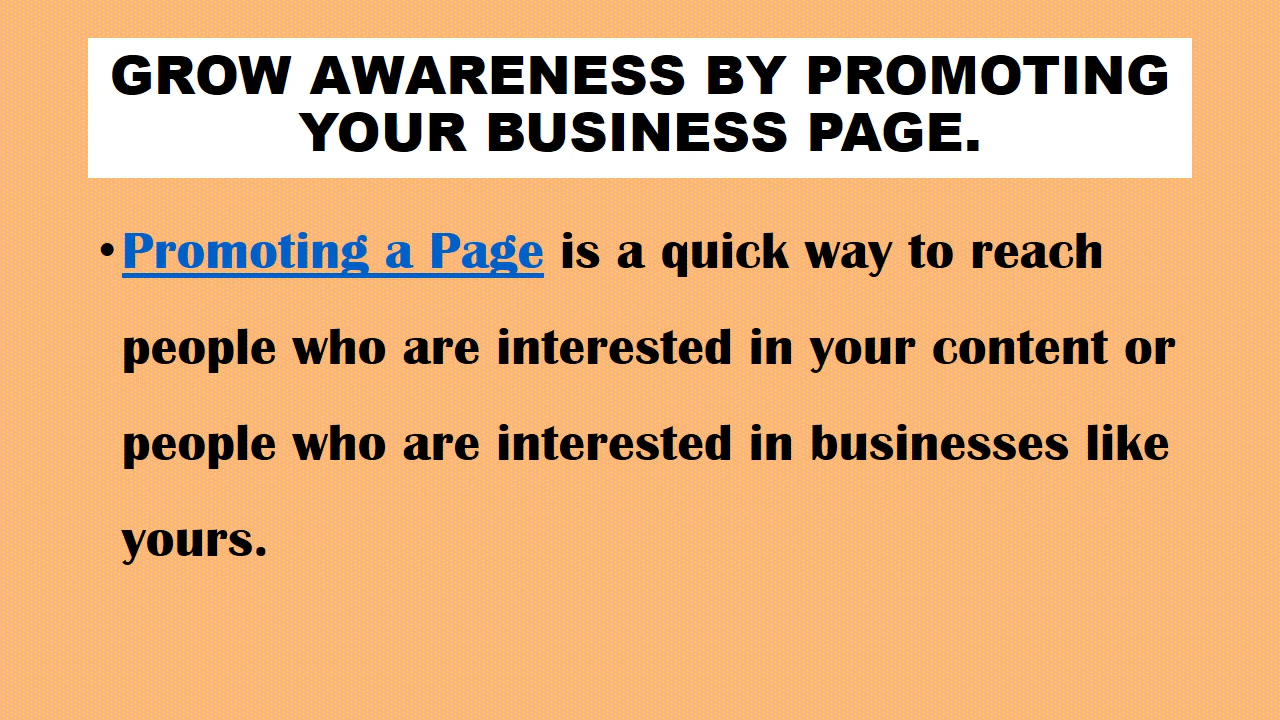 GROW AWARENESS BY PROMOTING
YOUR BUSINESS PAGE.
• Promoting a Page is a quick way to reach
people who are interested in your content or
people who are interested in businesses like
yours.